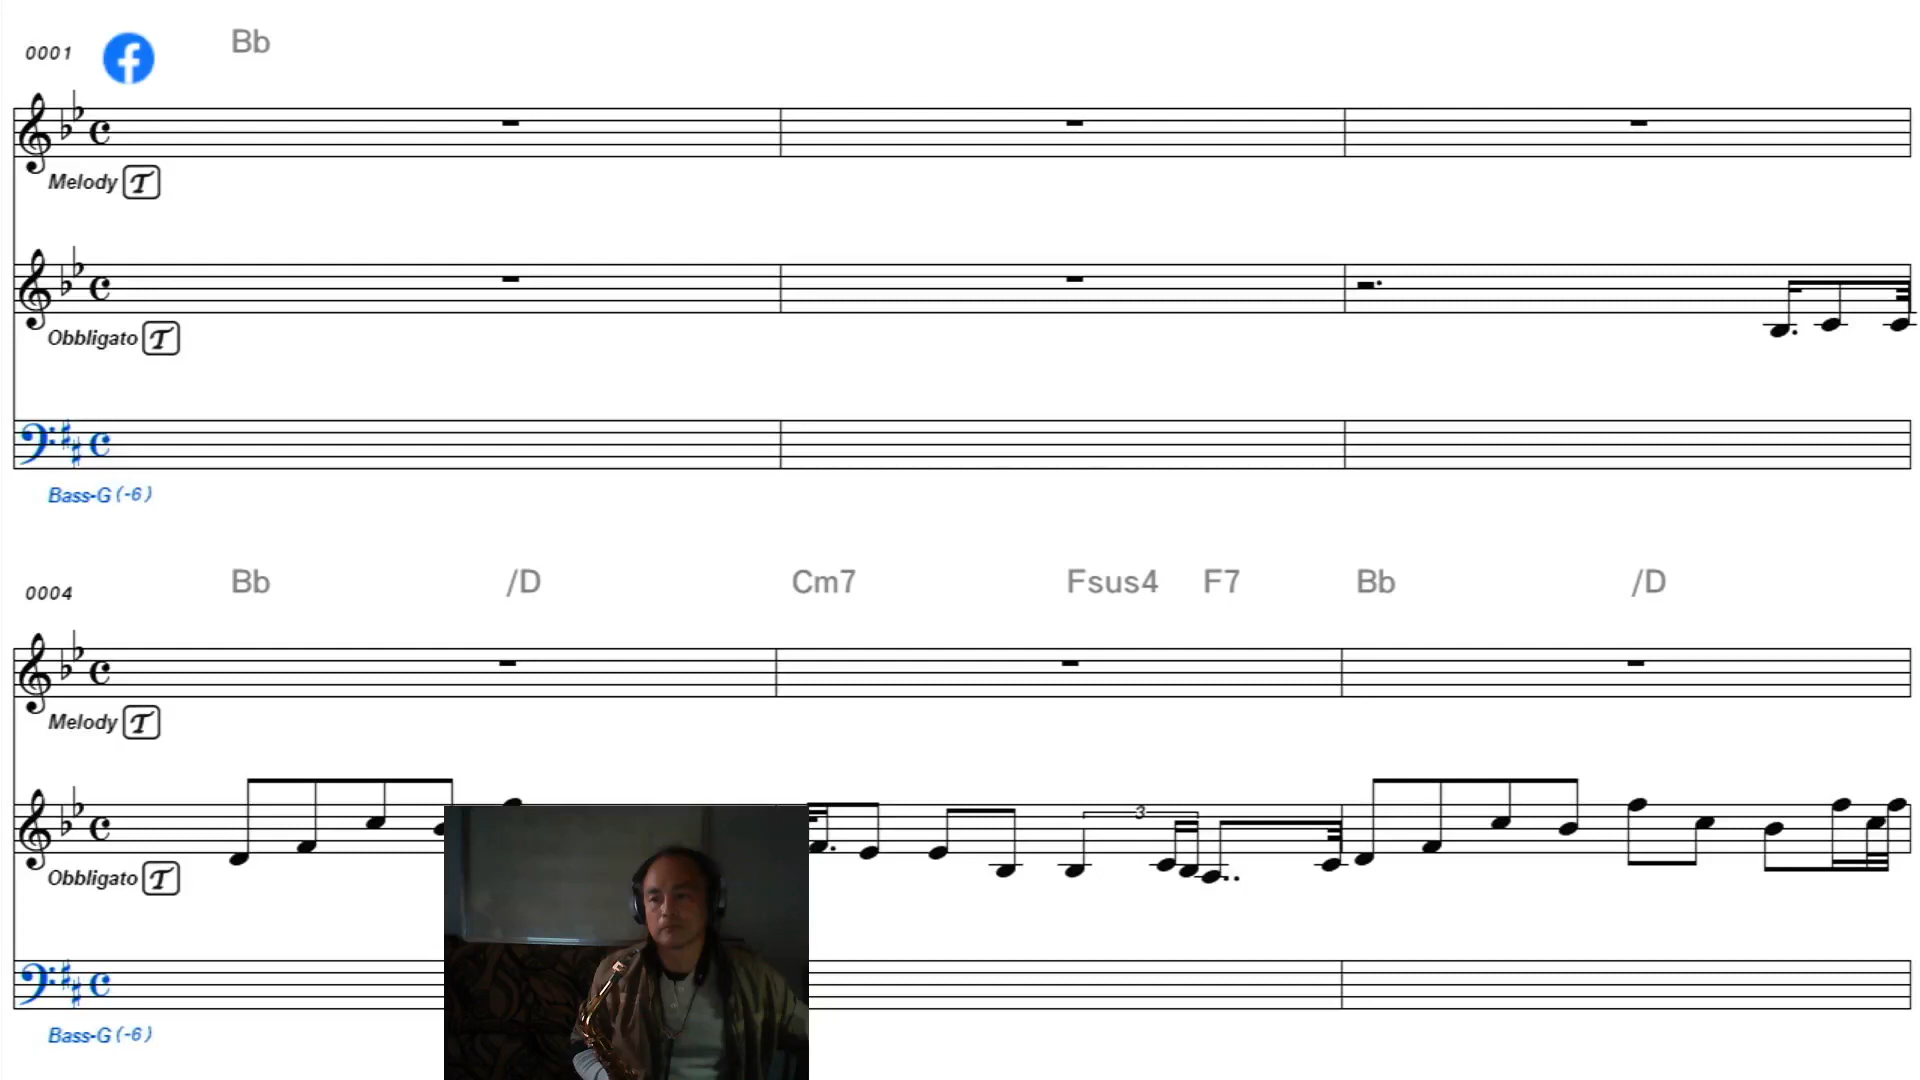 0001 Bb
Melody T
Obbligato T
Bass-G (-6)
0004 Bb /D Cm7 Fsus4 F7 Bb /D
Melody T
3
Obbligato T
Bass-G (-6)